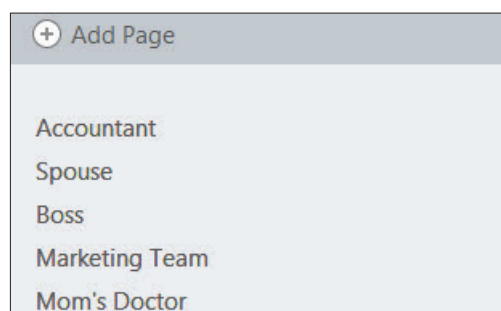 Add Page
Accountant
Spouse
Boss
Marketing Team
Mom's Doctor